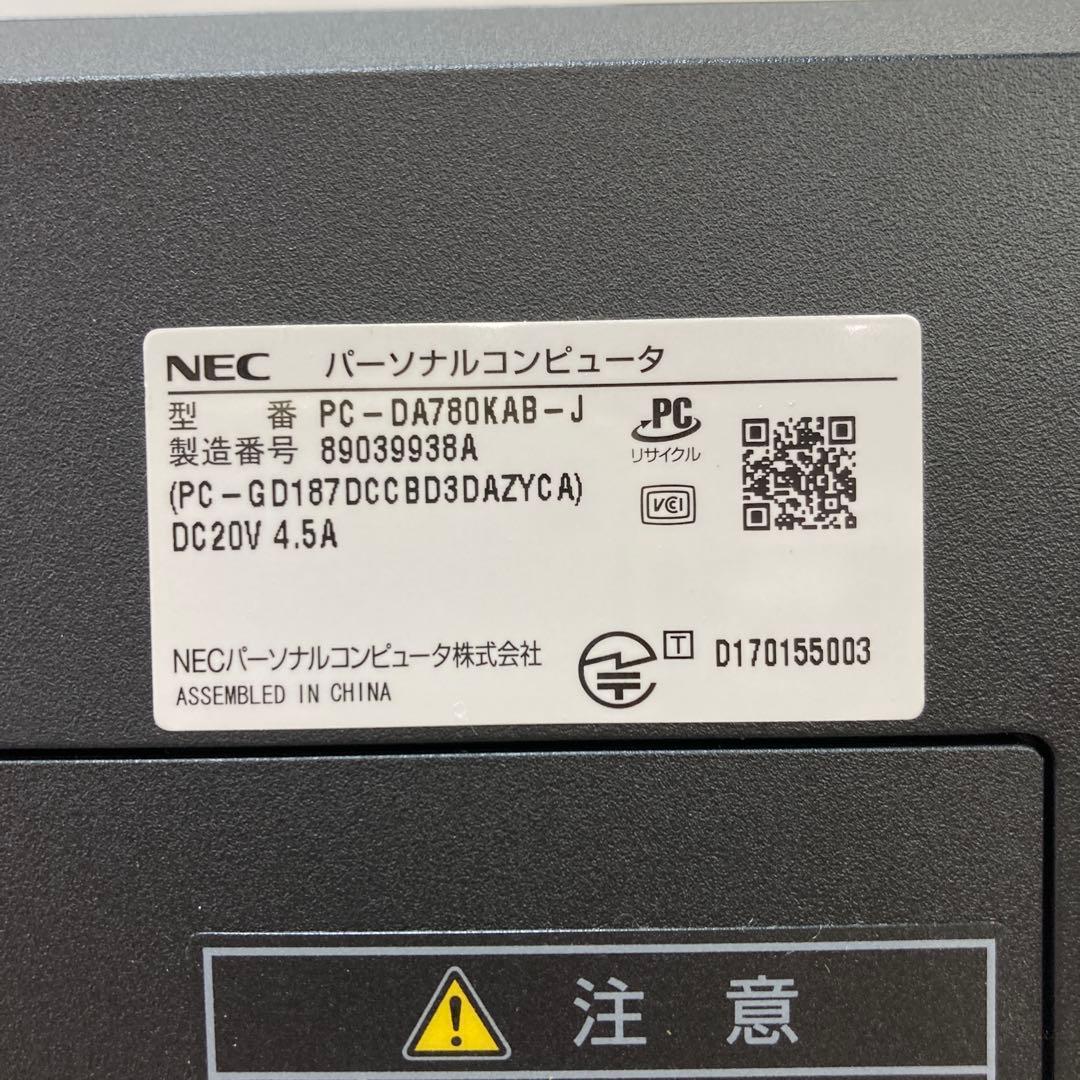 NEC パーソナルコンピュータ
型 番 PC-DA780KAB-J
製造番号 89039938A
(PC-GD187DCCBD3DAZYCA)
DC20V 4.5A
PC
リサイクル
VCI
NECパーソナルコンピュータ株式会社
ASSEMBLED IN CHINA
T D170155003
注 意